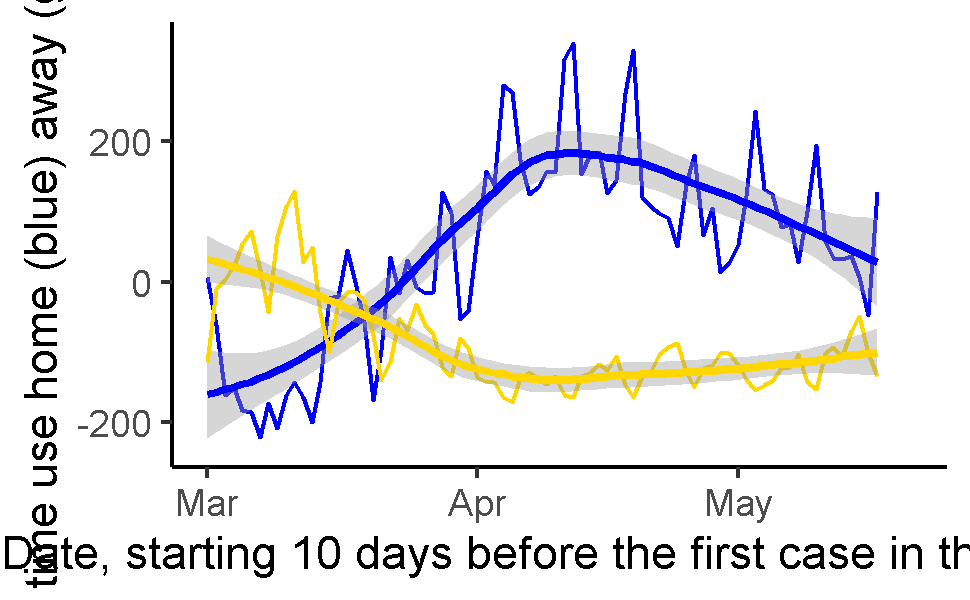 time use home (blue) away (
200
0
-200
Mar Apr May
Date, starting 10 days before the first case in th